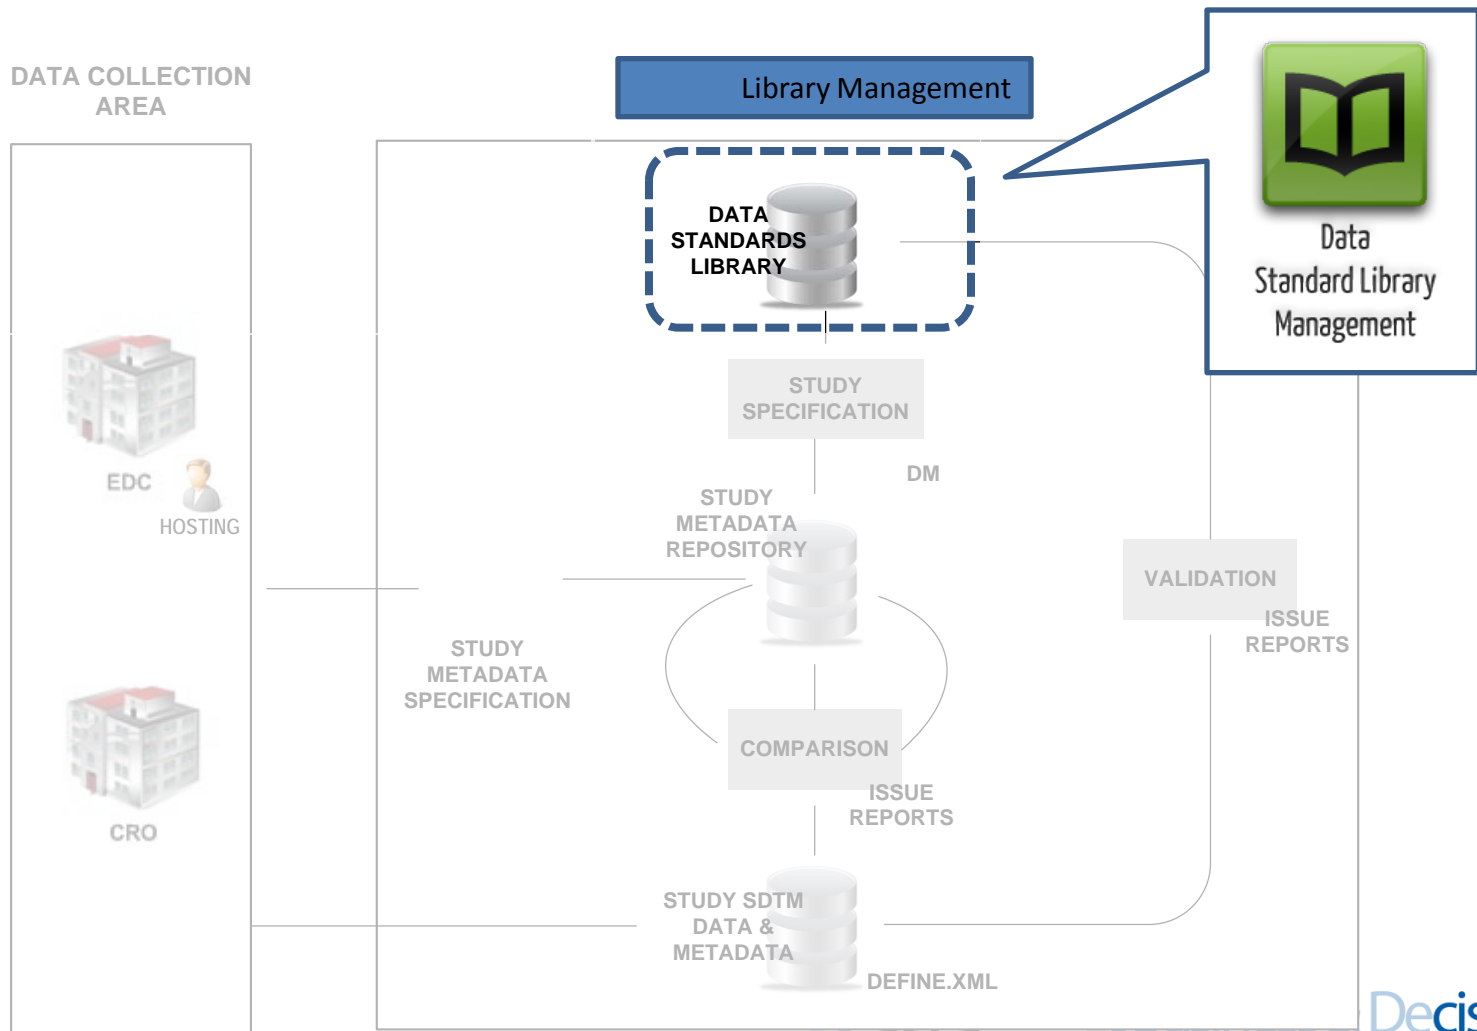 DATA COLLECTION
AREA
Library Management
DATA
STANDARDS
LIBRARY
Data
Standard Library
Management
STUDY
SPECIFICATION
DM
EDC
HOSTING
STUDY
METADATA
REPOSITORY
VALIDATION
ISSUE
REPORTS
STUDY
METADATA
SPECIFICATION
COMPARISON
ISSUE
REPORTS
CRO
STUDY SDTM
DATA &
METADATA
DEFINE.XML
Decis